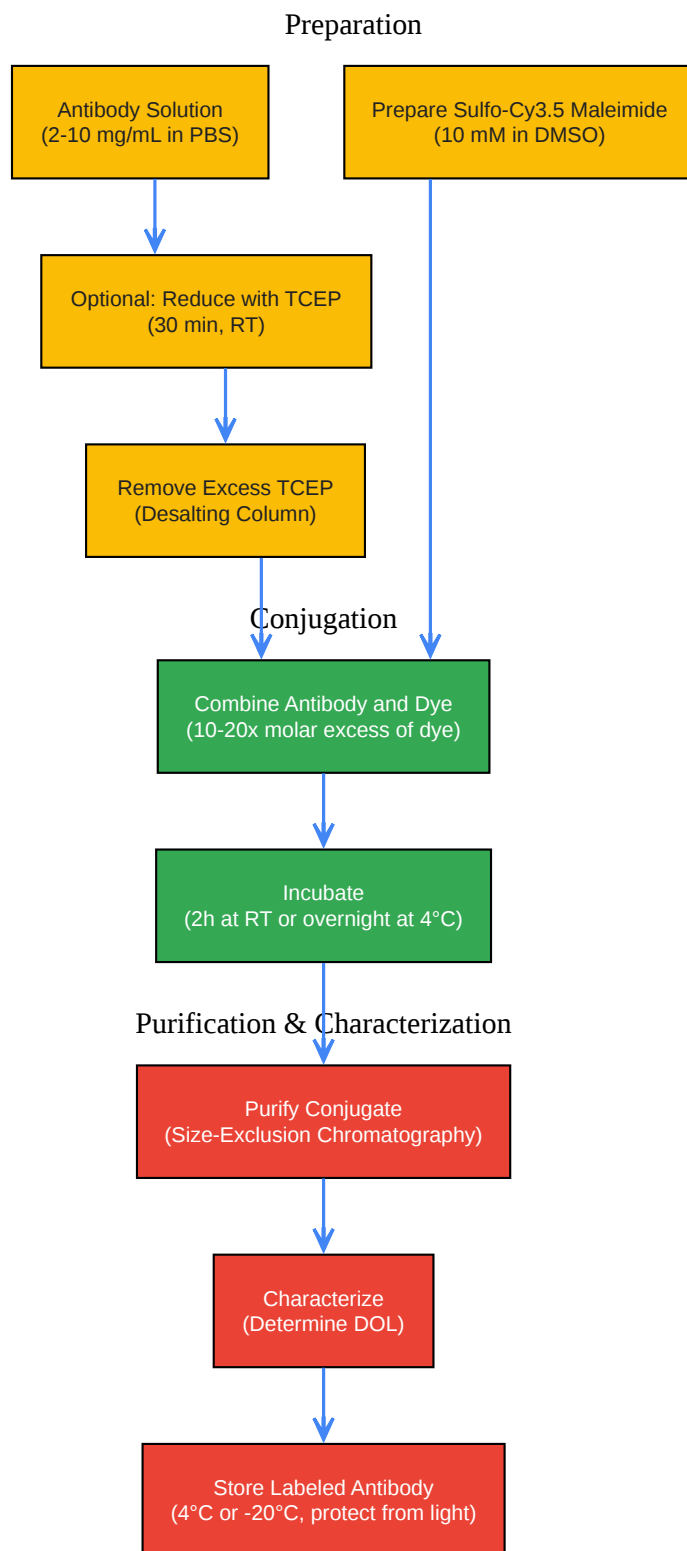 Preparation
Antibody Solution
(2-10 mg/mL in PBS)
Prepare Sulfo-Cy3.5 Maleimide
(10 mM in DMSO)
Optional: Reduce with TCEP
(30 min, RT)
Remove Excess TCEP
(Desalting Column)
Conjugation
Combine Antibody and Dye
(10-20x molar excess of dye)
Incubate
(2h at RT or overnight at 4°C)
Purification & Characterization
Purify Conjugate
(Size-Exclusion Chromatography)
Characterize
(Determine DOL)
Store Labeled Antibody
(4°C or -20°C, protect from light)